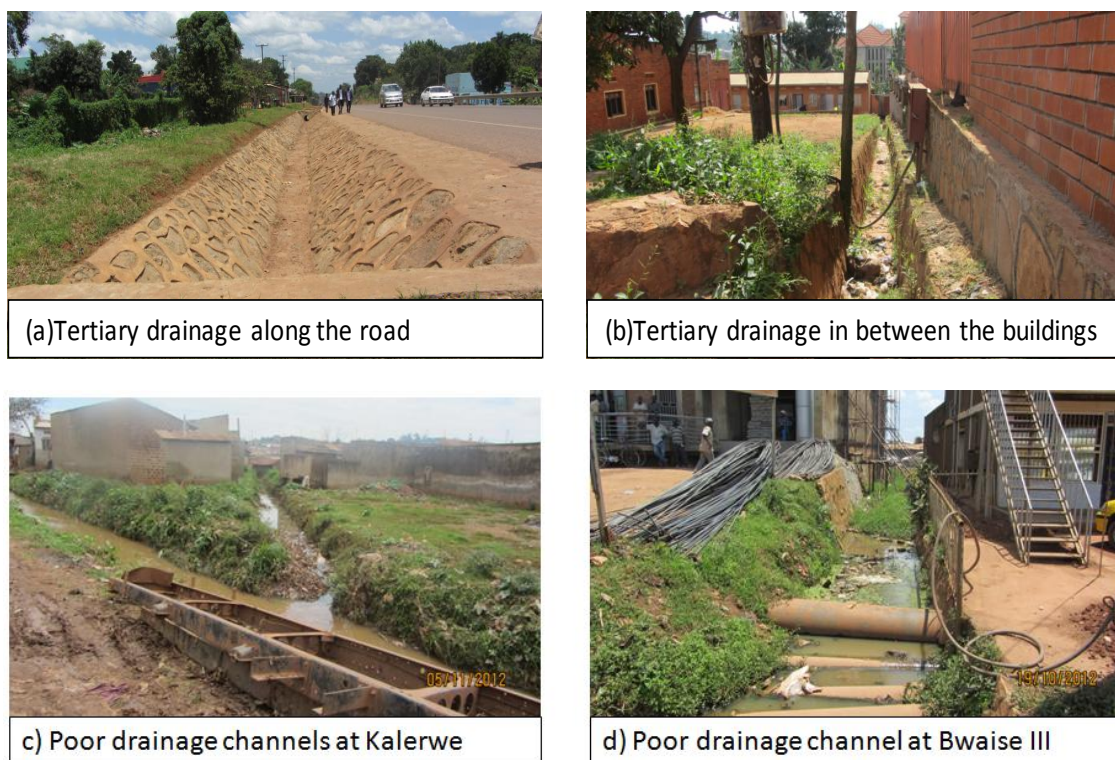 (a)Tertiary drainage along the road
(b)Tertiary drainage in between the buildings
05/11/2012
c) Poor drainage channels at Kalerwe
19/10/2012
d) Poor drainage channel at Bwaise III